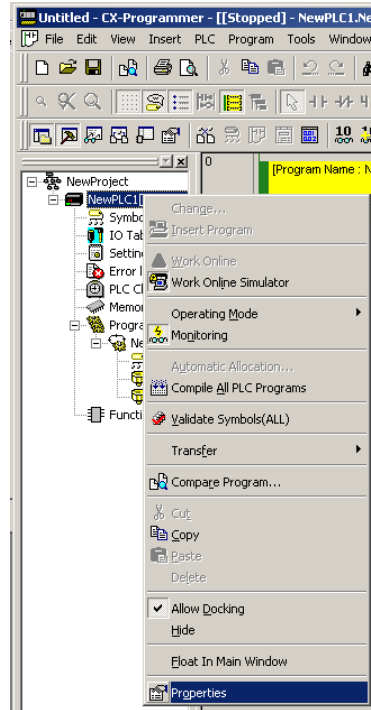 Untitled - CX-Programmer - [[Stopped] - NewPLC1.Ne
File Edit View Insert PLC Program Tools Window
10
0
[Program Name : N
NewProject
NewPLC1[
Symbo
IO Tab
Settin
Error l
PLC Cl
Memor
Progra
Ne
Functi
Change...
Insert Program
Work Online
Work Online Simulator
Operating Mode
Monitoring
Automatic Allocation...
Compile All PLC Programs
Validate Symbols(ALL)
Transfer
Compare Program...
Cut
Copy
Paste
Delete
Allow Docking
Hide
Float In Main Window
Properties